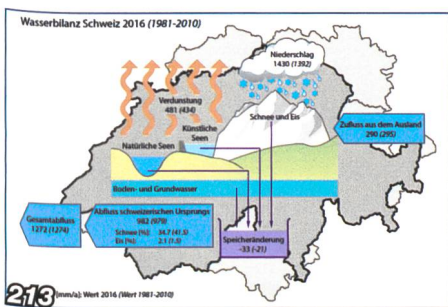 Wasserbilanz Schweiz 2016 (1981-2010)
Niederschlag
1430 (1392)
Verdunstung
481 (434)
Künstliche
Seen
Schnee und Eis
Natürliche Seen
Zufluss aus dem Ausland
290 (295)
Boden- und Grundwasser
Gesamtabfluss
1272 (1274)
Abfluss schweizerischen Ursprungs
982 (979)
Schnee (%): 34.7 (41.5)
Eis (%): 2.1 (1.5)
Speicheränderung
-33 (-21)
213 (mm/a): Wert 2016 (Wert 1981-2010)